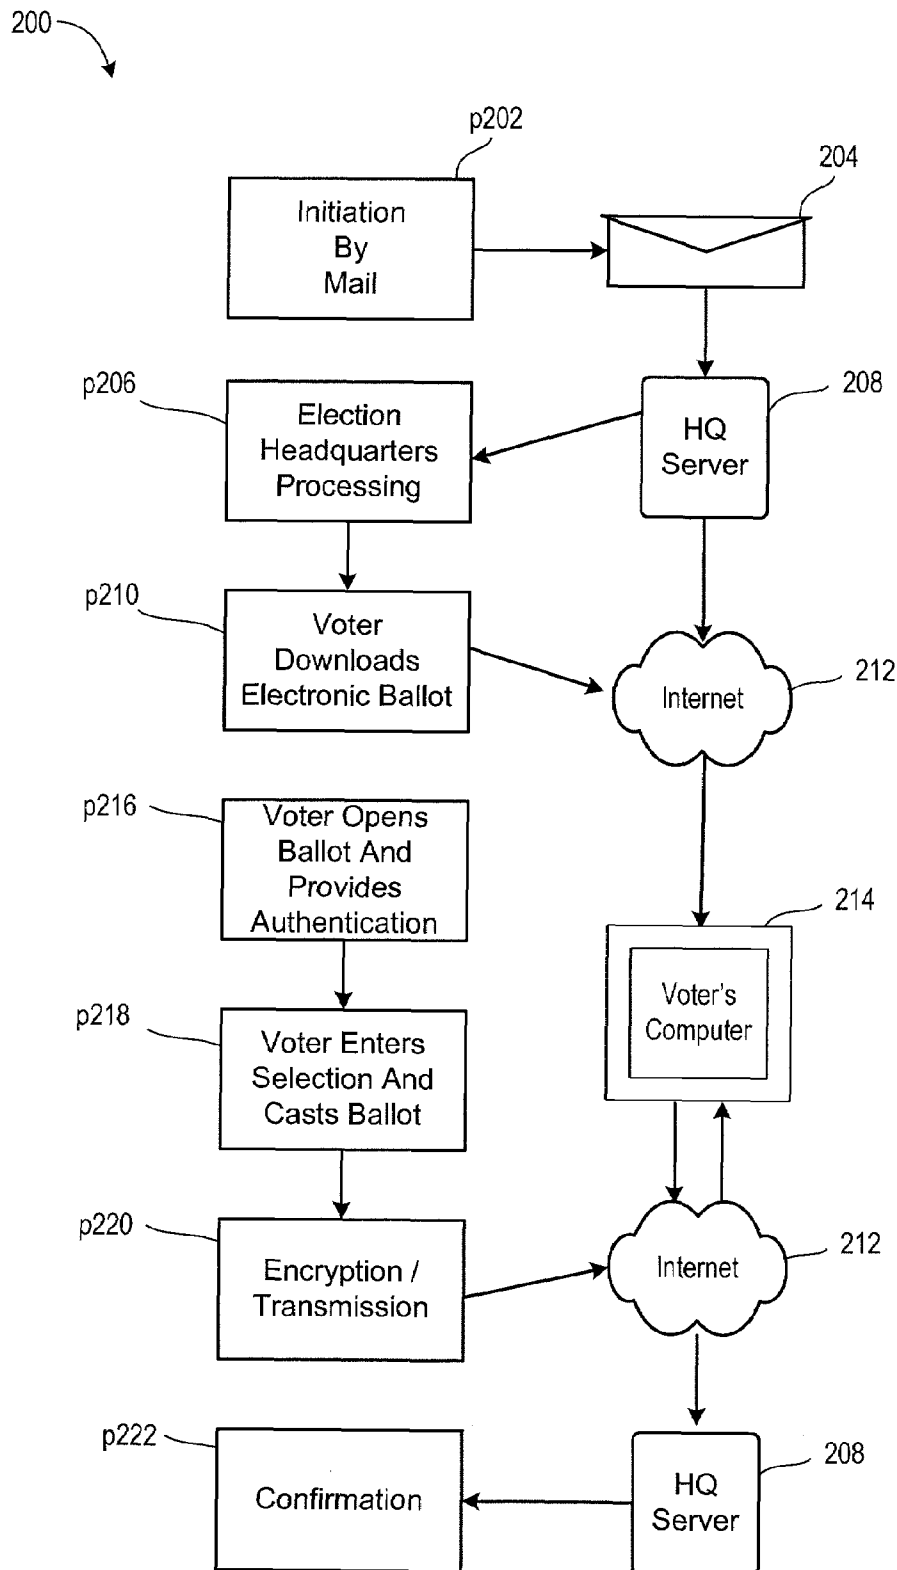 200
p202
Initiation
By
Mail
204
p206
Election
Headquarters
Processing
HQ
Server
208
p210
Voter
Downloads
Electronic Ballot
Internet
212
p216
Voter Opens
Ballot And
Provides
Authentication
214
Voter's
Computer
p218
Voter Enters
Selection And
Casts Ballot
p220
Encryption /
Transmission
Internet
212
p222
Confirmation
HQ
Server
208